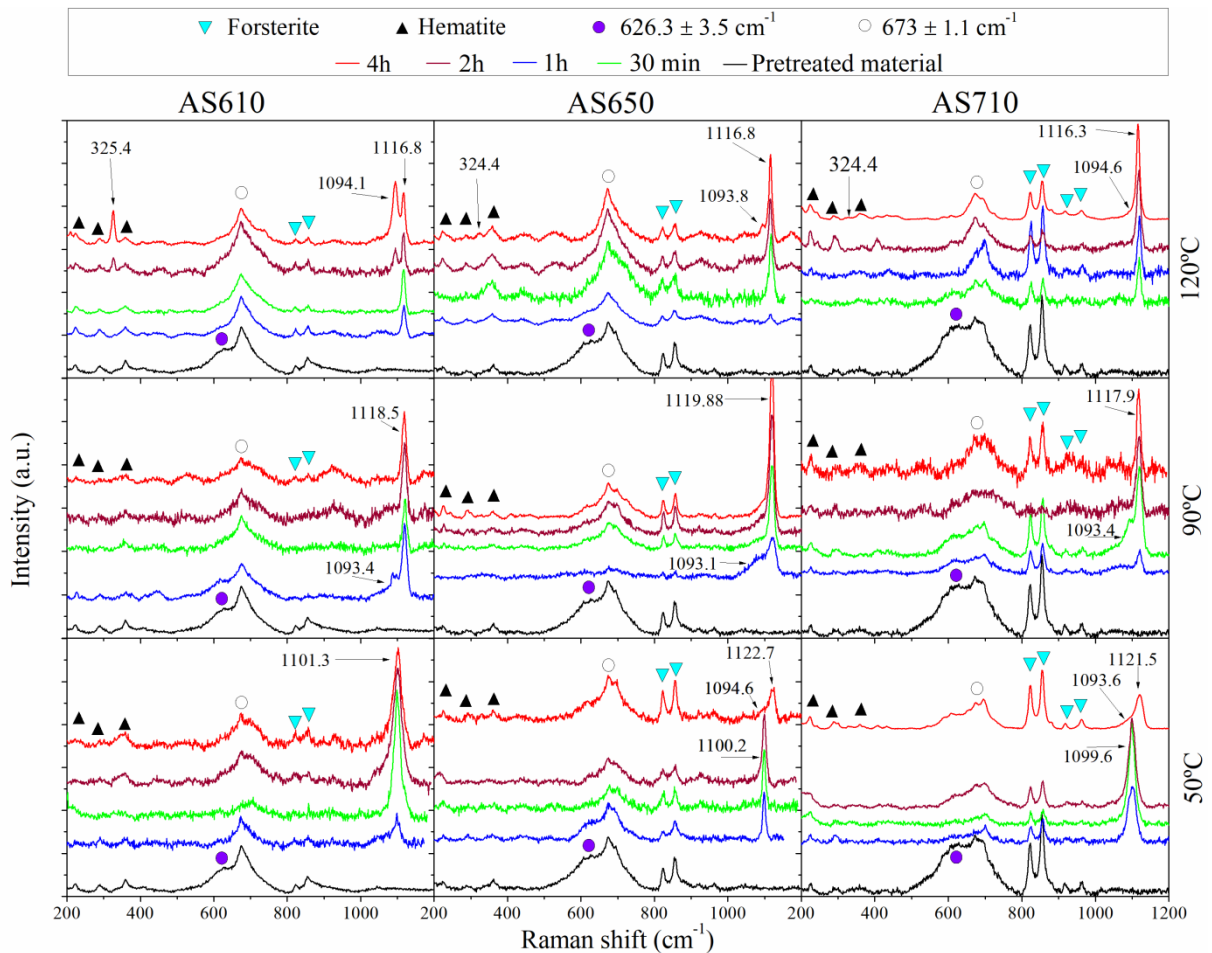 Forsterite Hematite 626.3 ± 3.5 cm⁻¹ 673 ± 1.1 cm⁻¹
4h 2h 1h 30 min Pretreated material
AS610 AS650 AS710
325.4
1094.1
1116.8
324.4
1116.8
1093.8
324.4
1116.3
1094.6
120ºC
1118.5
1093.4
1119.88
1093.1
1117.9
1093.4
90ºC
1101.3
1122.7
1094.6
1100.2
1121.5
1093.6
1099.6
50ºC
Intensity (a.u.)
200 400 600 800 1000 200 400 600 800 1000 200 400 600 800 1000 1200
Raman shift (cm⁻¹)